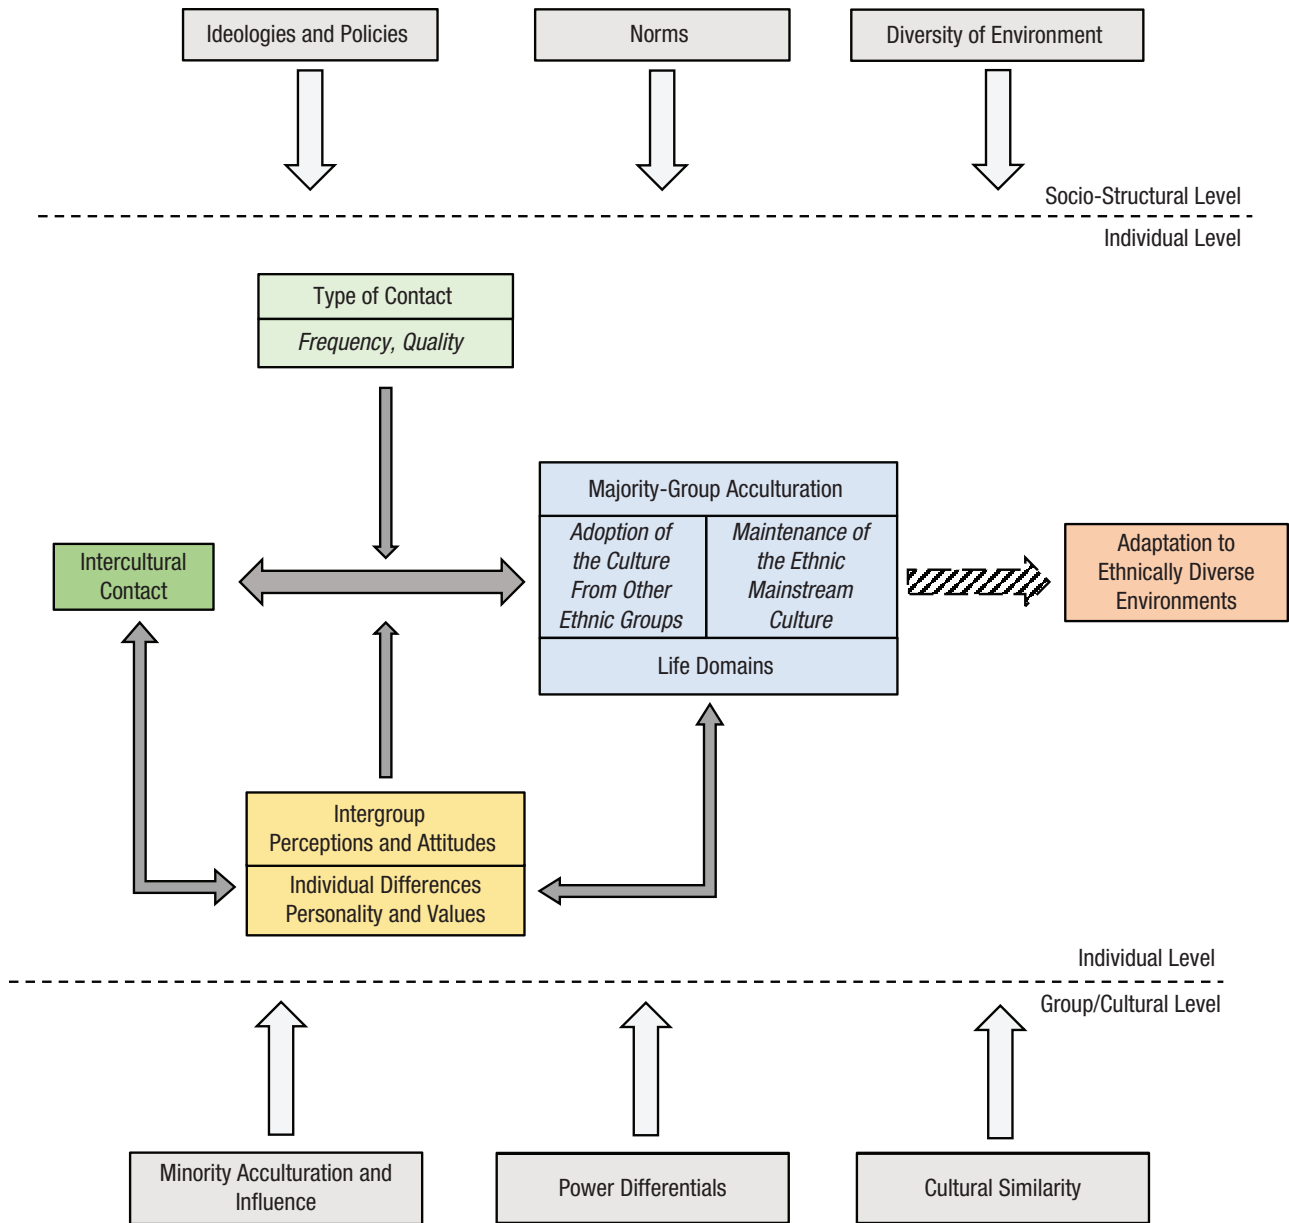 Ideologies and Policies
Norms
Diversity of Environment
Socio-Structural Level
Individual Level
Type of Contact
Frequency, Quality
Majority-Group Acculturation
Adoption of
the Culture
From Other
Ethnic Groups
Maintenance of
the Ethnic
Mainstream
Culture
Life Domains
Intercultural
Contact
Adaptation to
Ethnically Diverse
Environments
Intergroup
Perceptions and Attitudes
Individual Differences
Personality and Values
Individual Level
Group/Cultural Level
Minority Acculturation and
Influence
Power Differentials
Cultural Similarity